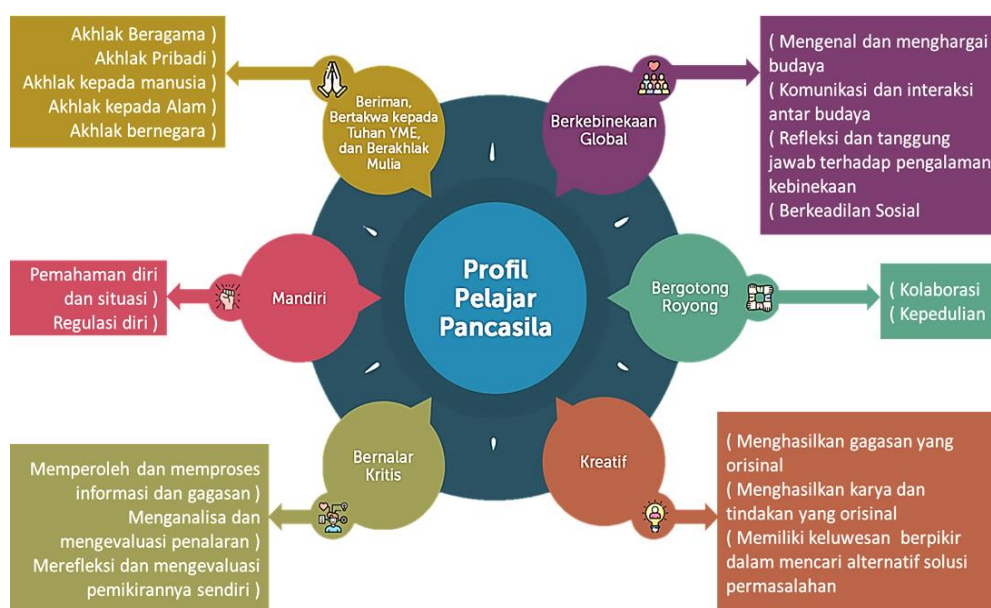 Akhlak Beragama )
Akhlak Pribadi )
Akhlak kepada manusia )
Akhlak kepada Alam )
Akhlak bernegara )
Beriman,
Bertakwa kepada
Tuhan YME,
dan Berakhlak
Mulia
Berkebinekaan
Global
( Mengenal dan menghargai
budaya
( Komunikasi dan interaksi
antar budaya
( Refleksi dan tanggung
jawab terhadap pengalaman
kebinekaan
( Berkeadilan Sosial
Pemahaman diri
dan situasi )
Regulasi diri )
Mandiri
Profil
Pelajar
Pancasila
Bergotong
Royong
( Kolaborasi
( Kepedulian
Memperoleh dan memproses
informasi dan gagasan )
Menganalisa dan
mengevaluasi penalaran )
Merefleksi dan mengevaluasi
pemikirannya sendiri )
Bernalar
Kritis
Kreatif
( Menghasilkan gagasan yang
orisinal
( Menghasilkan karya dan
tindakan yang orisinal
( Memiliki keluwesan berpikir
dalam mencari alternatif solusi
permasalahan